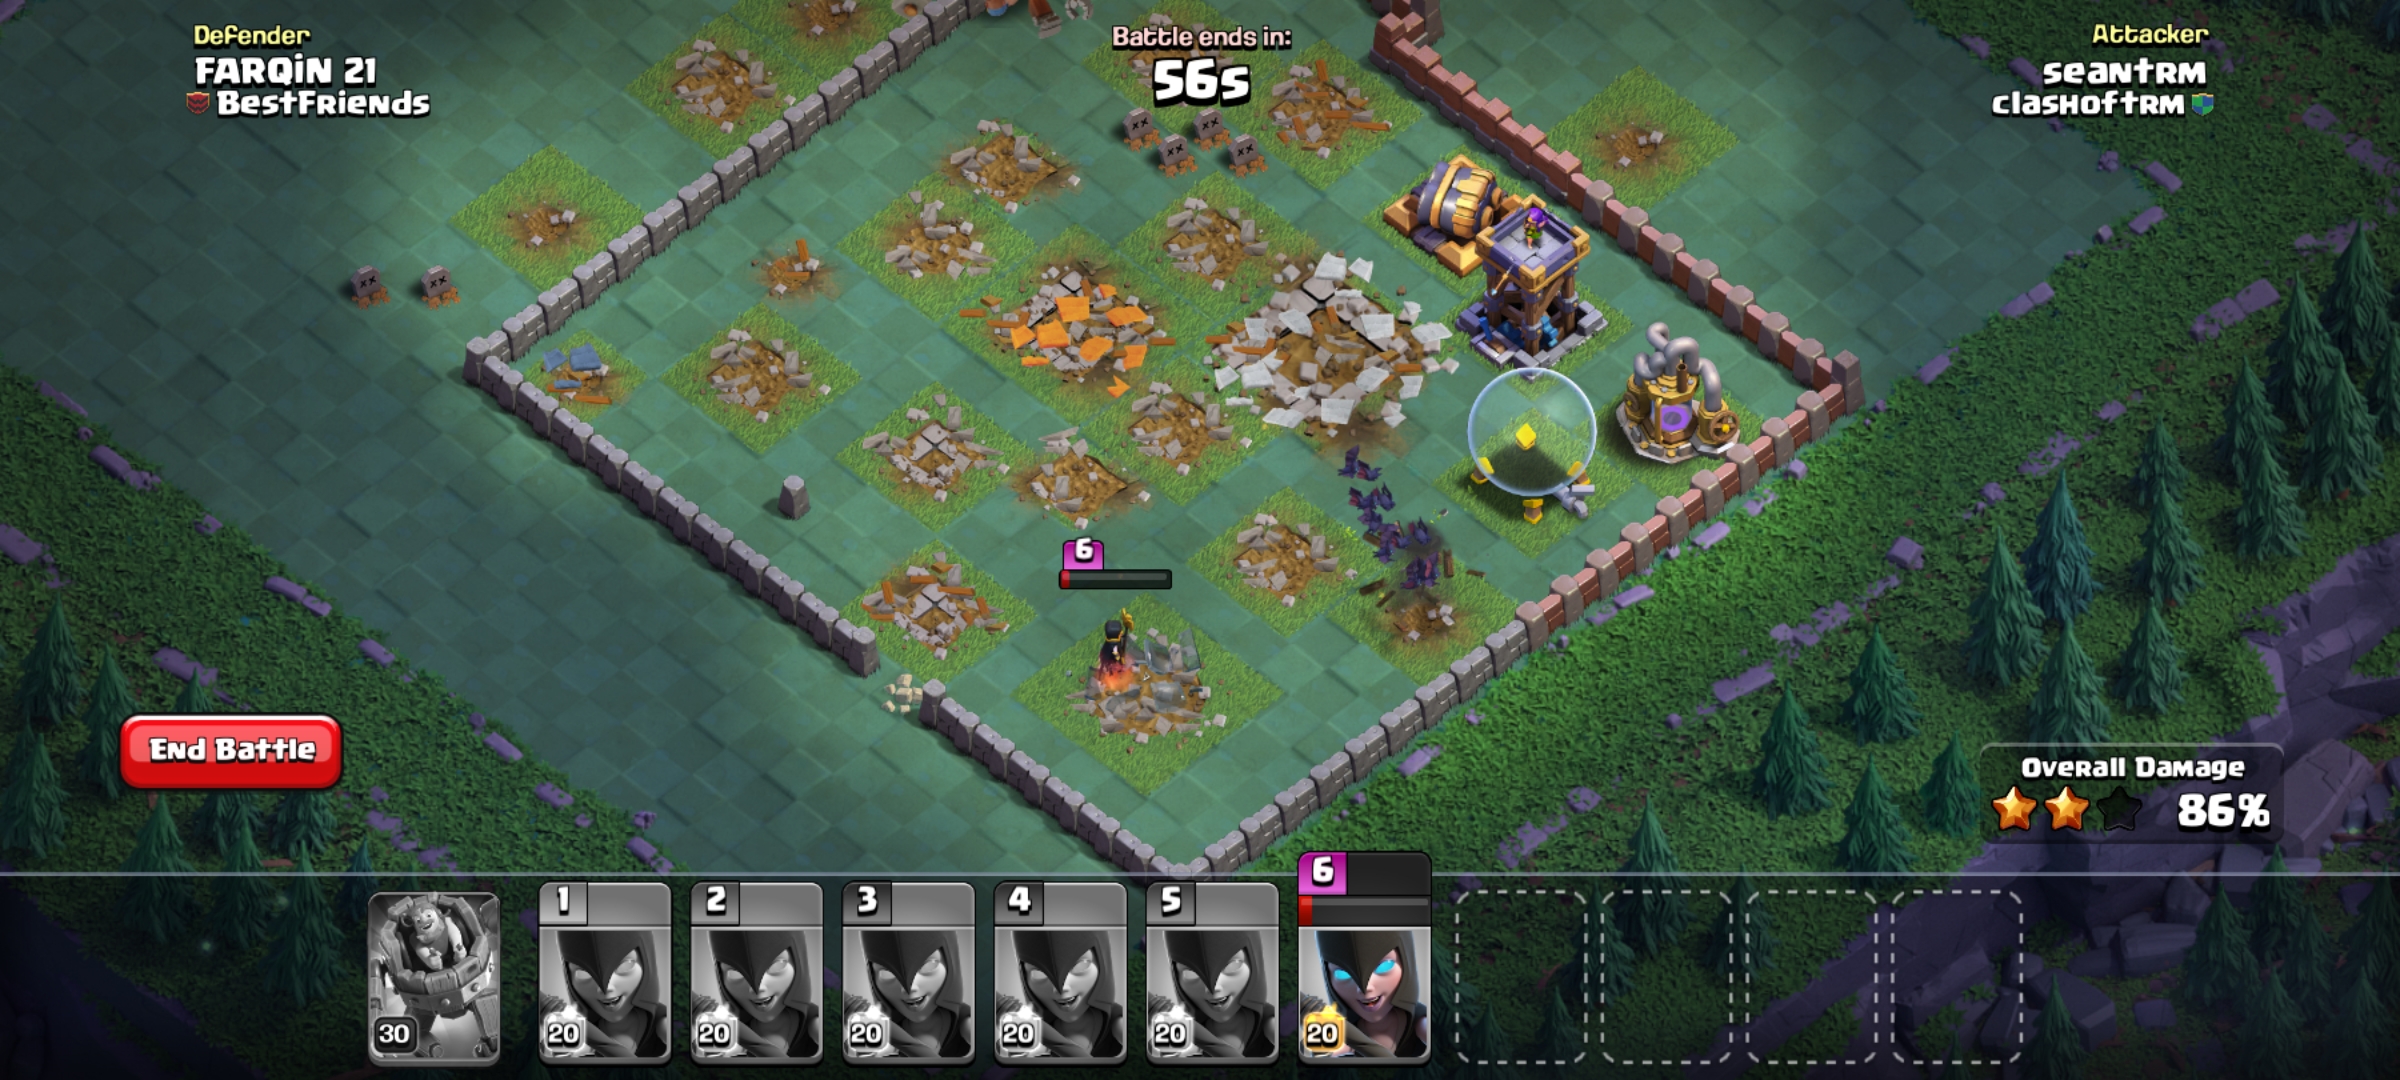 Defender
FARQiN 21
BestFriends
Battle ends in:
56s
Attacker
seantRM
clashoftRM
6
End Battle
Overall Damage
86%
30
1
20
2
20
3
20
4
20
5
20
6
20